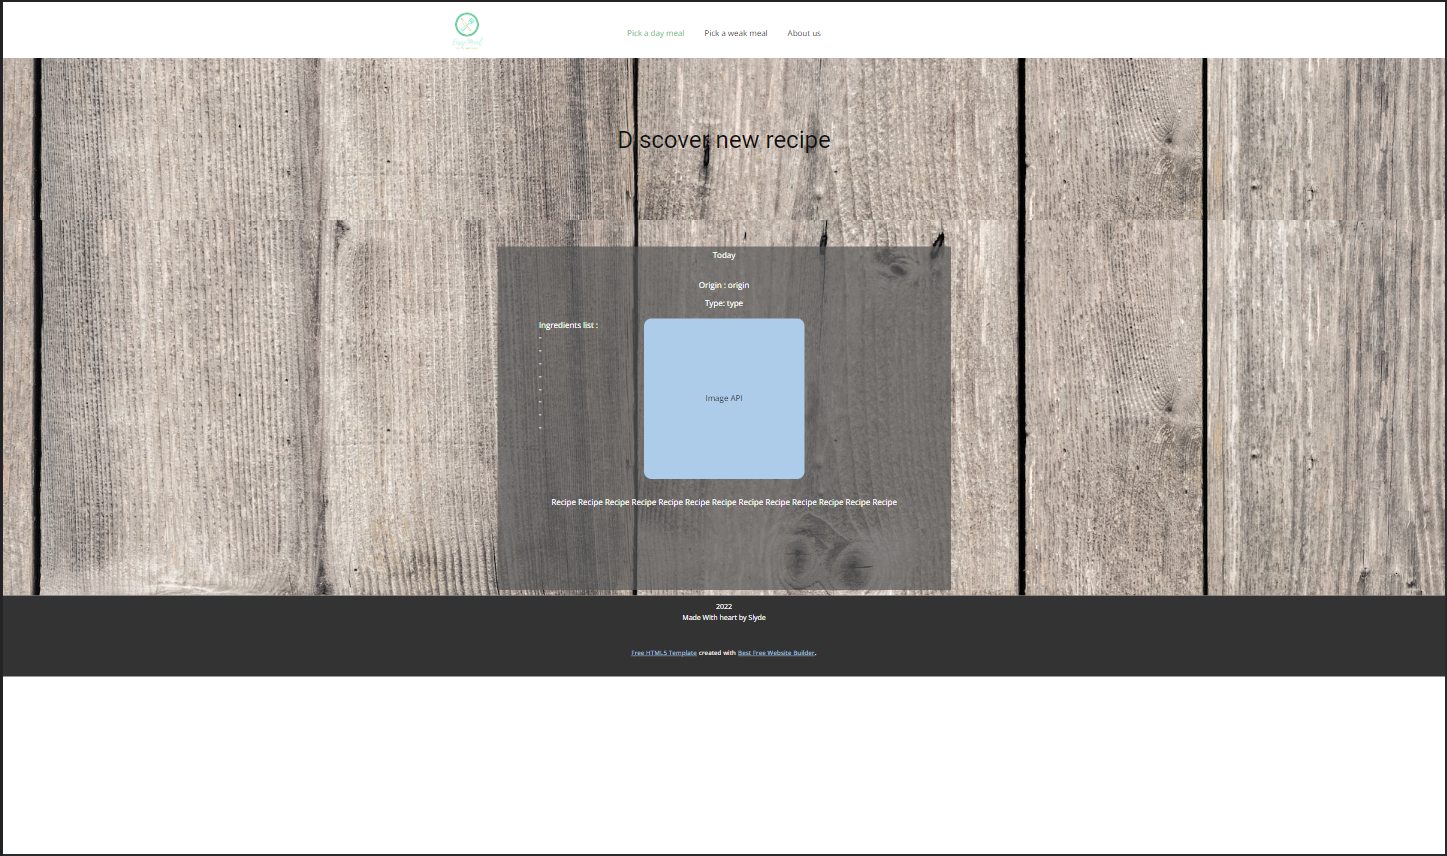 Easy Meal
Pick a day meal Pick a weak meal About us
Discover new recipe
Today
Origin : origin
Type: type
Ingredients list :
-
-
-
-
-
-
-
-
Image API
Recipe Recipe Recipe Recipe Recipe Recipe Recipe Recipe Recipe Recipe Recipe Recipe Recipe
2022
Made With heart by Slyde
Free HTML5 Template created with Best Free Website Builder.